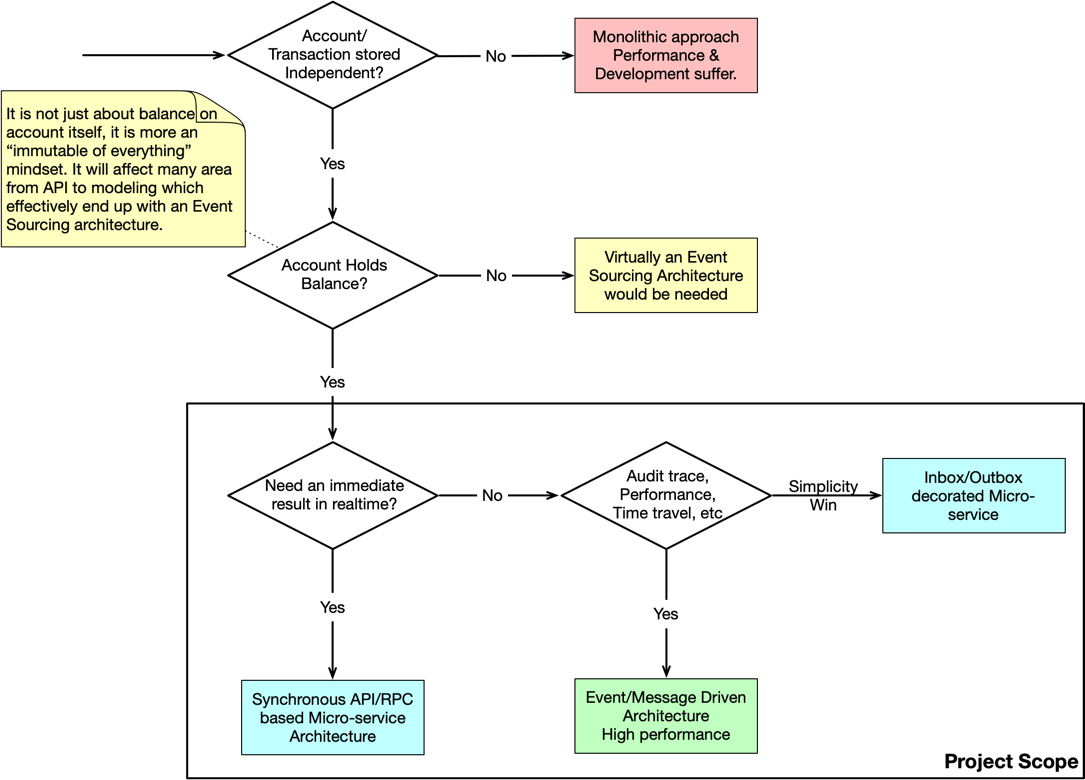 Account/
Transaction stored
Independent?
No
Monolithic approach
Performance &
Development suffer.
It is not just about balance on
account itself, it is more an
“immutable of everything”
mindset. It will affect many area
from API to modeling which
effectively end up with an Event
Sourcing architecture.
Yes
Account Holds
Balance?
No
Virtually an Event
Sourcing Architecture
would be needed
Yes
Need an immediate
result in realtime?
No
Audit trace,
Performance,
Time travel, etc
Simplicity
Win
Inbox/Outbox
decorated Micro-
service
Yes
Yes
Synchronous API/RPC
based Micro-service
Architecture
Event/Message Driven
Architecture
High performance
Project Scope